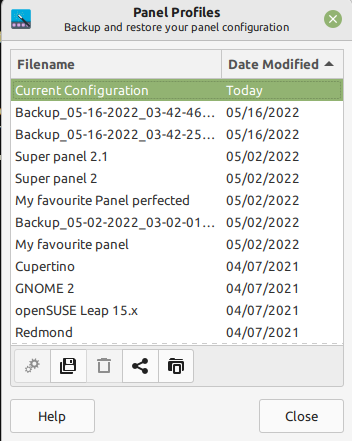 Panel Profiles
Backup and restore your panel configuration
Filename Date Modified
Current Configuration Today
Backup_05-16-2022_03-42-46... 05/16/2022
Backup_05-16-2022_03-42-25... 05/16/2022
Super panel 2.1 05/02/2022
Super panel 2 05/02/2022
My favourite Panel perfected 05/02/2022
Backup_05-02-2022_03-02-01... 05/02/2022
My favourite panel 05/02/2022
Cupertino 04/07/2021
GNOME 2 04/07/2021
openSUSE Leap 15.x 04/07/2021
Redmond 04/07/2021
Help Close